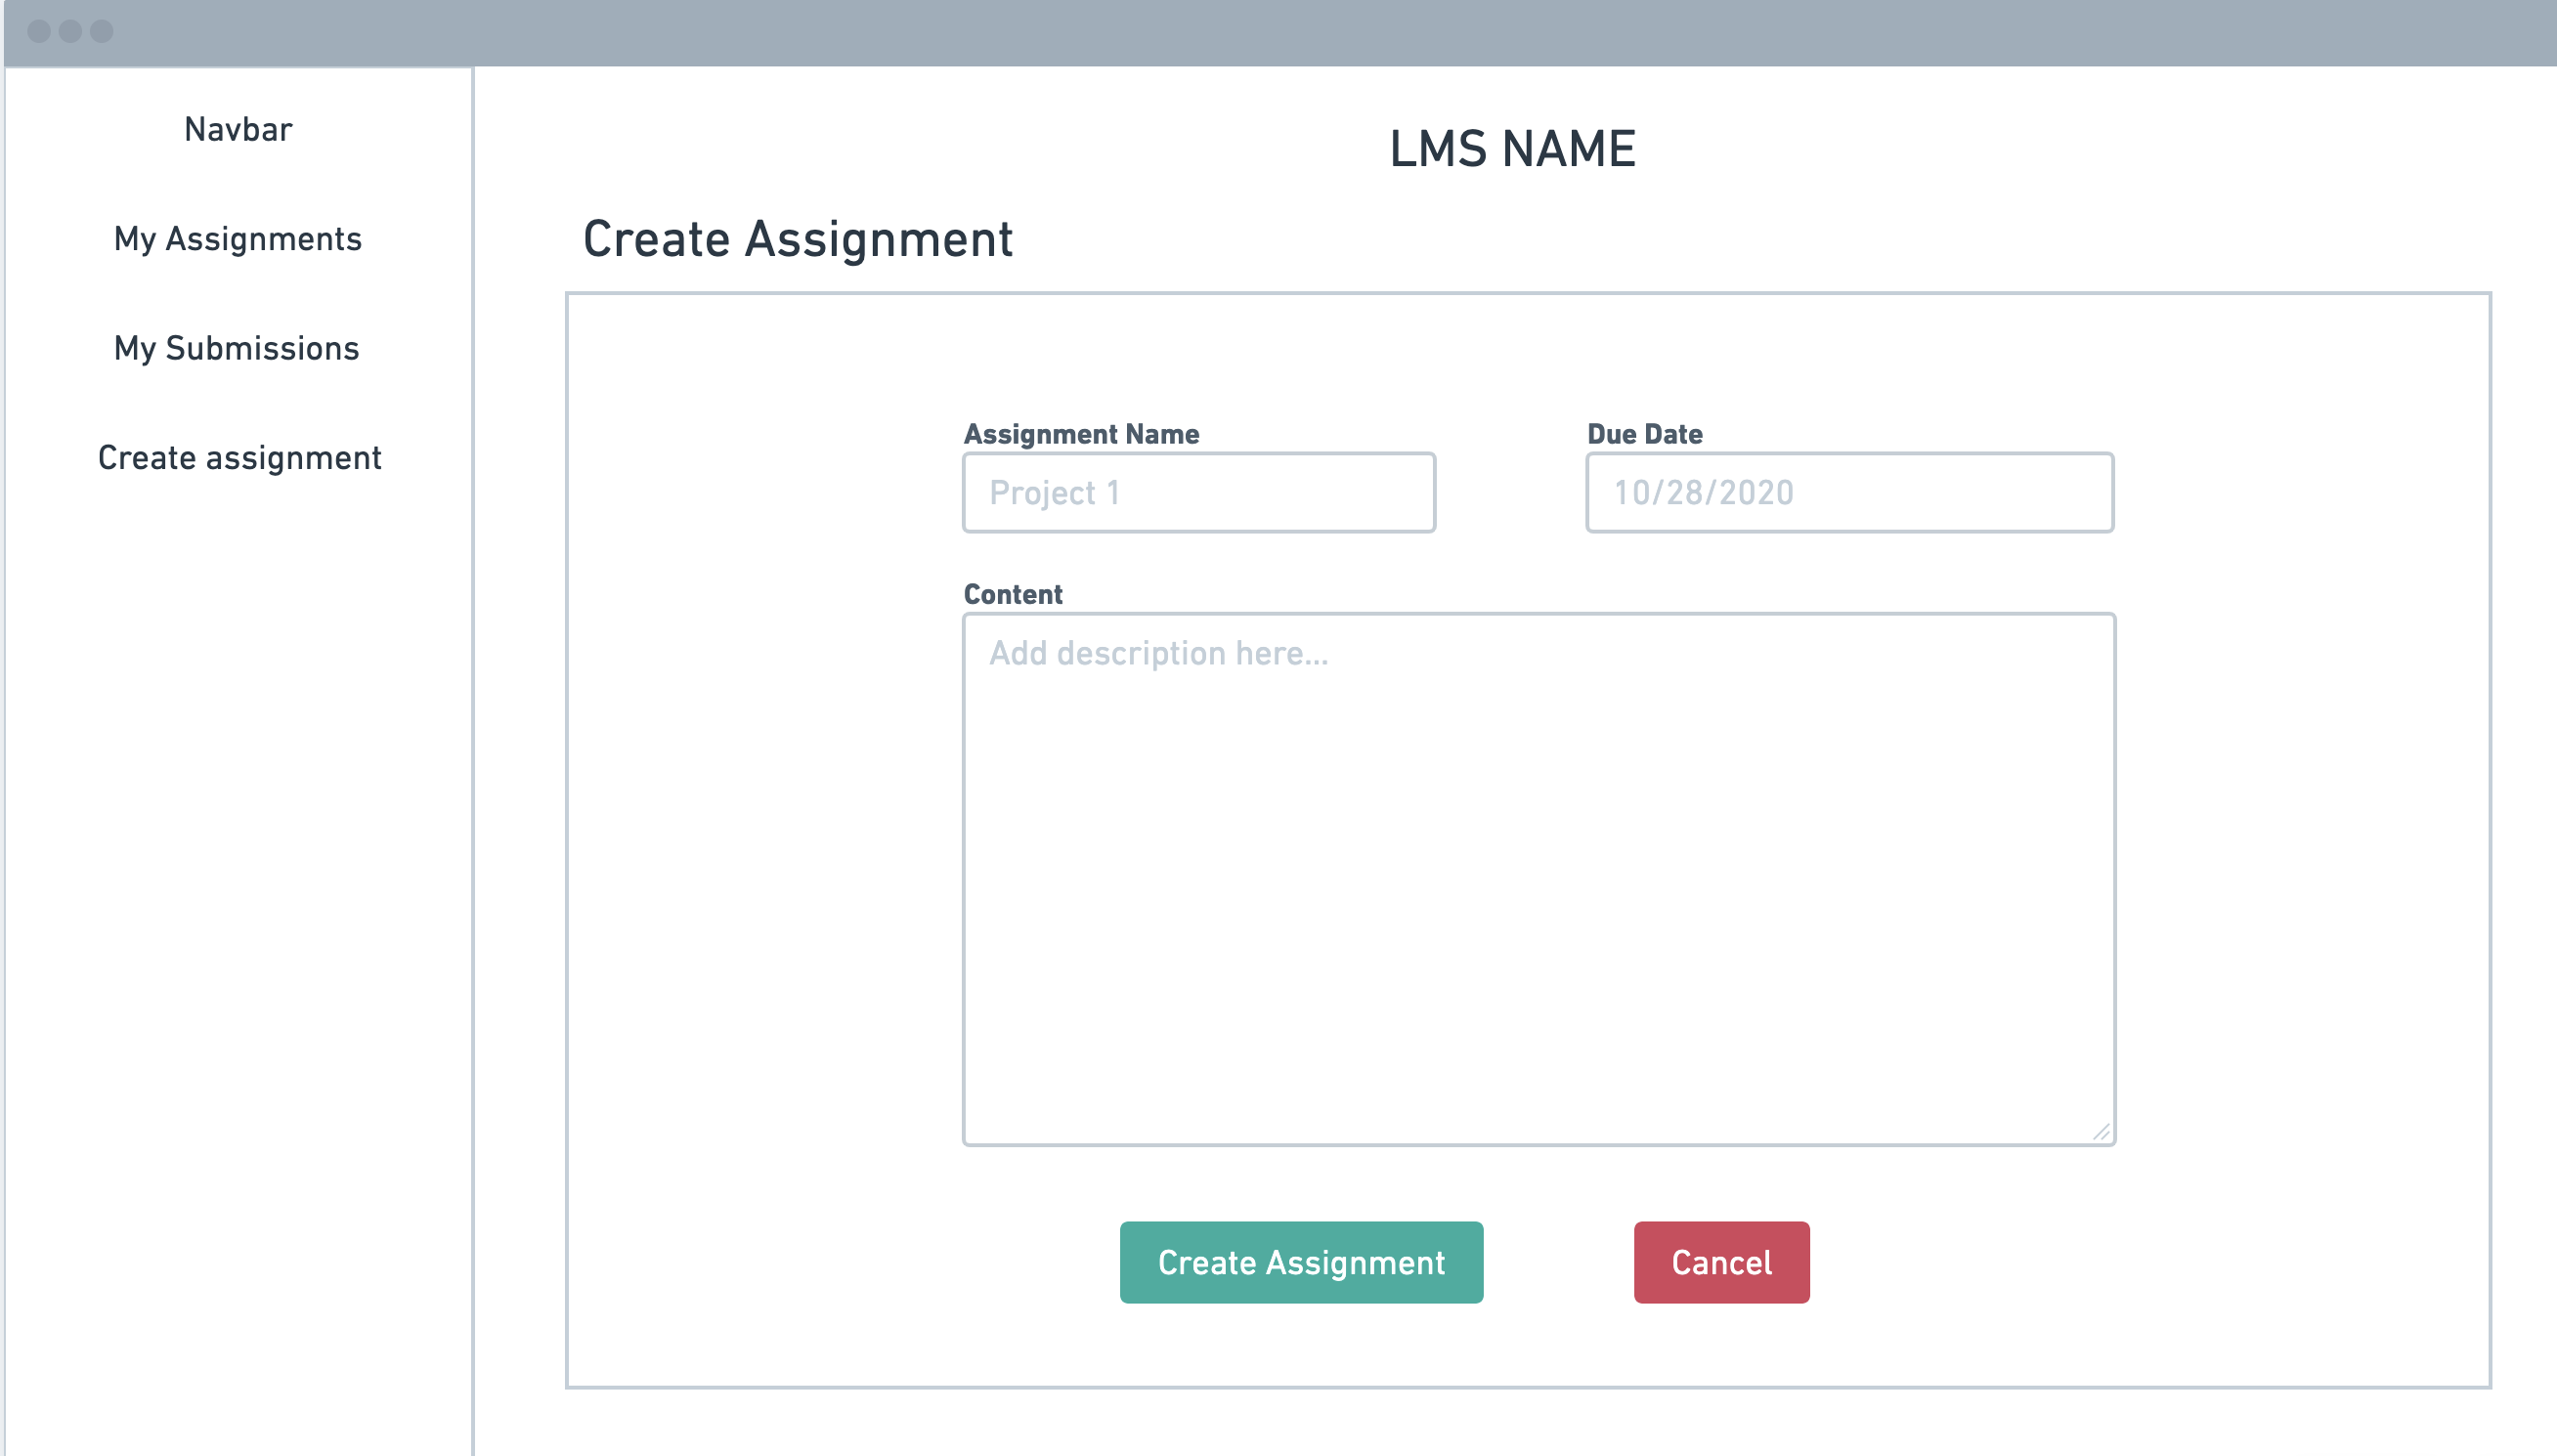 Navbar
My Assignments
My Submissions
Create assignment
LMS NAME
Create Assignment
Assignment Name
Project 1
Due Date
10/28/2020
Content
Add description here...
Create Assignment
Cancel